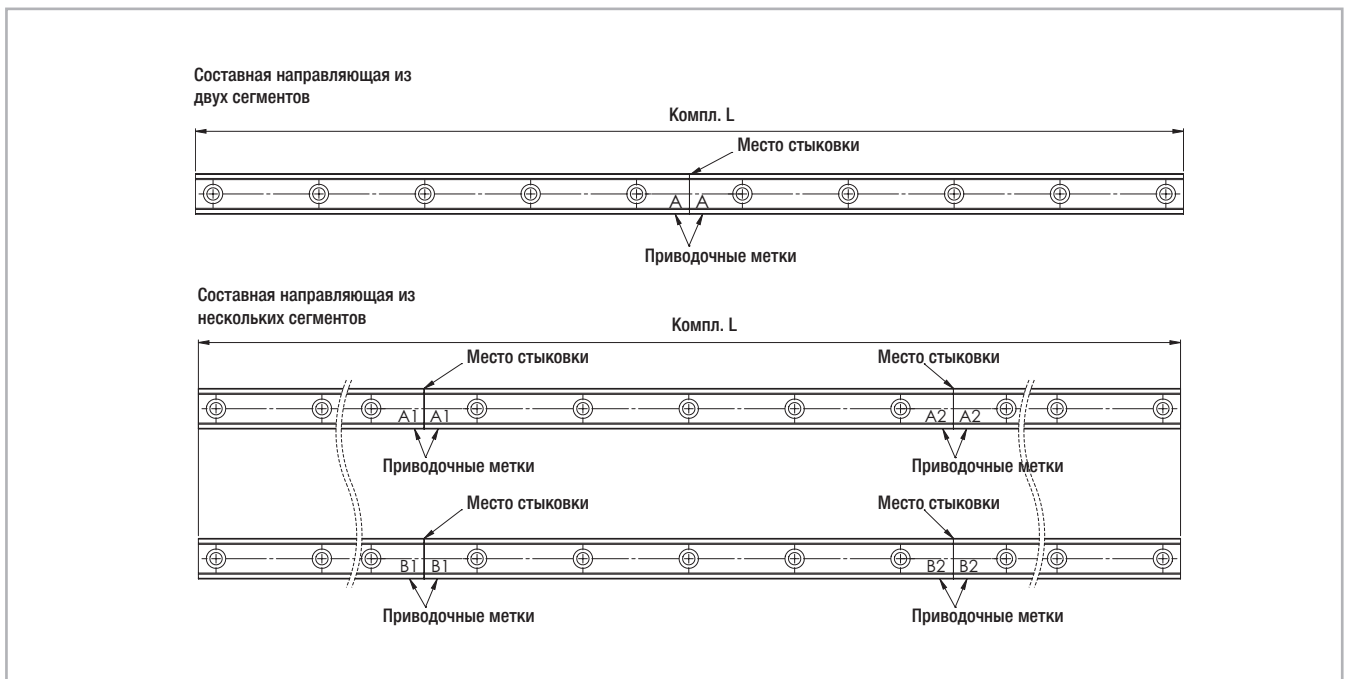 Составная направляющая из
двух сегментов
Компл. L
Место стыковки
A A
Приводочные метки
Составная направляющая из
нескольких сегментов
Компл. L
Место стыковки Место стыковки
A1 A1 A2 A2
Приводочные метки Приводочные метки
Место стыковки Место стыковки
B1 B1 B2 B2
Приводочные метки Приводочные метки